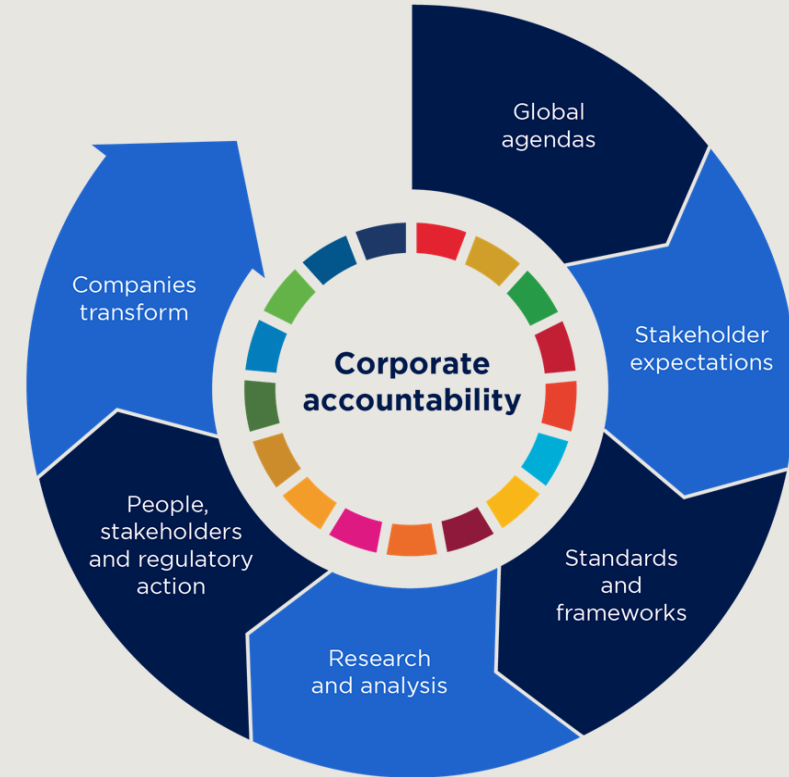 Global
agendas
Stakeholder
expectations
Standards
and
frameworks
Research
and analysis
People,
stakeholders
and regulatory
action
Companies
transform
Corporate
accountability